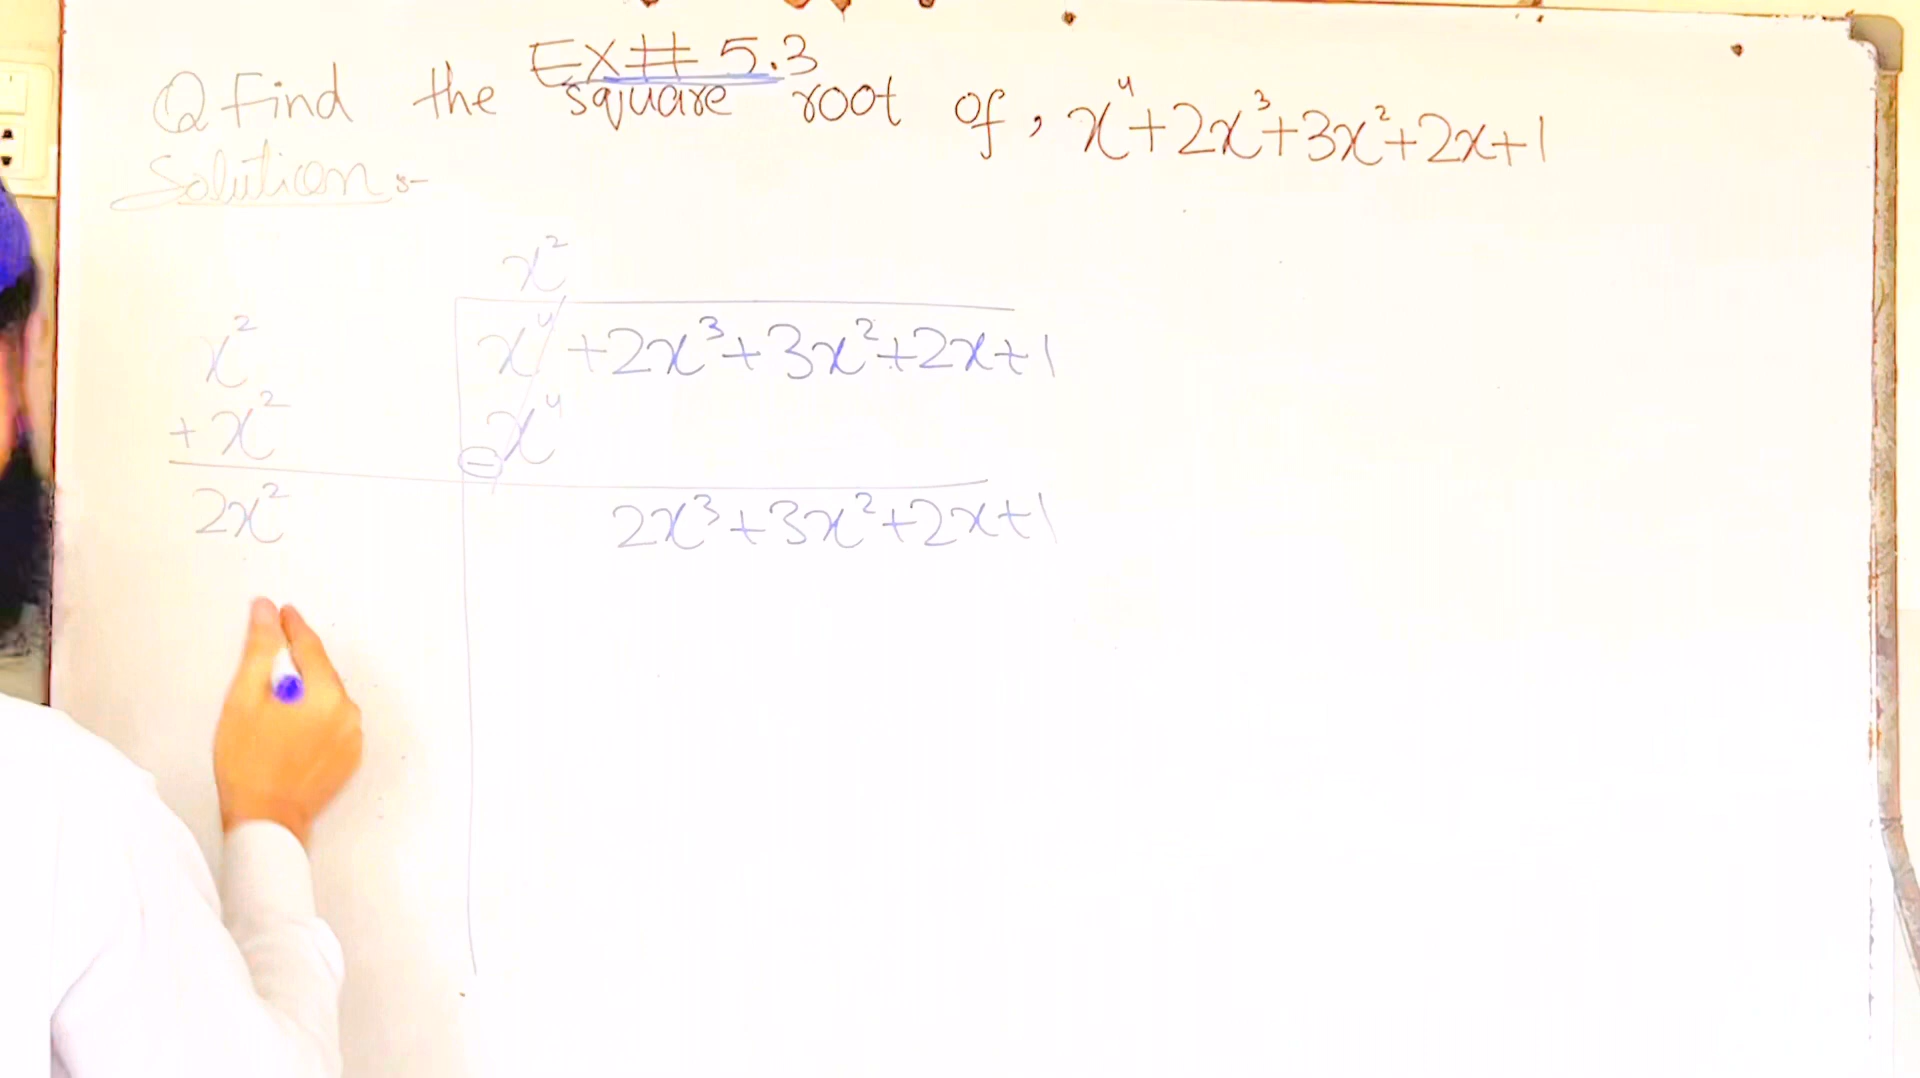 Ex# 5.3
Q Find the square root of, x⁴+2x³+3x²+2x+1
Solution:-
x²
x² x⁴+2x³+3x²+2x+1
+x² x⁴
−
2x² 2x³+3x²+2x+1